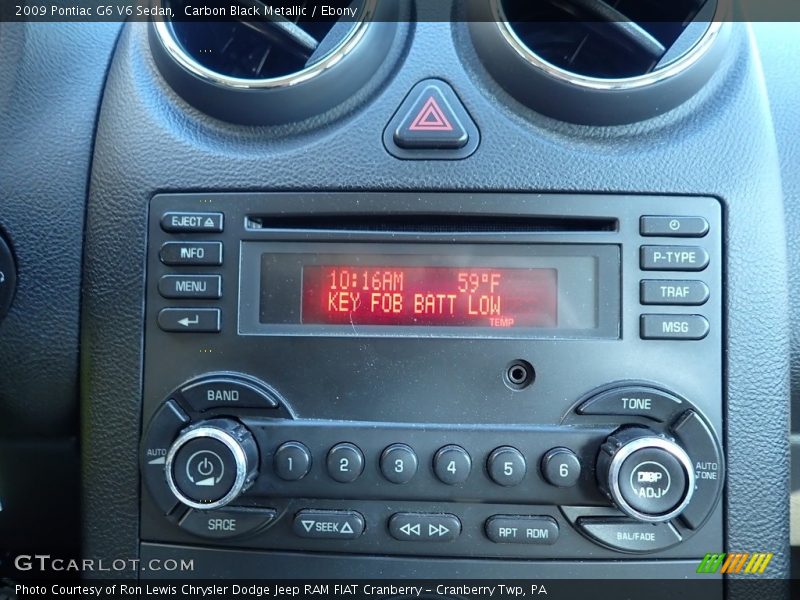 2009 Pontiac G6 V6 Sedan,  Carbon Black Metallic / Ebony
EJECT
INFO
P-TYPE
MENU
TRAF
MSG
10:16AM 59°F
KEY FOB BATT LOW
TEMP
BAND
TONE
AUTO
AUTO TONE
1 2 3 4 5 6
DISP
ADJ
SRCE
SEEK
RPT RDM
BAL/FADE
GTCARLOT.COM
Photo Courtesy of Ron Lewis Chrysler Dodge Jeep RAM FIAT Cranberry - Cranberry Twp, PA